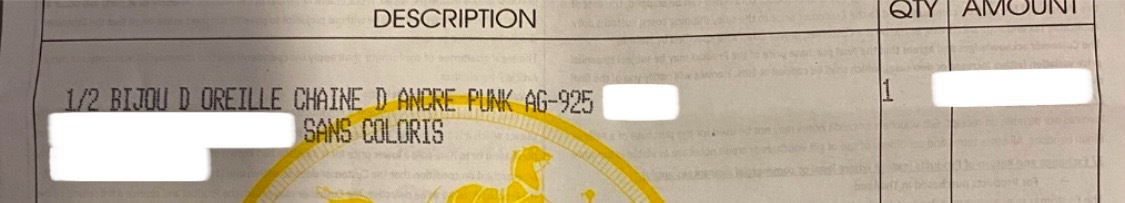 DESCRIPTION QTY AMOUNT
1/2 BIJOU D OREILLE CHAINE D ANCRE PUNK AG-925 1
SANS COLORIS